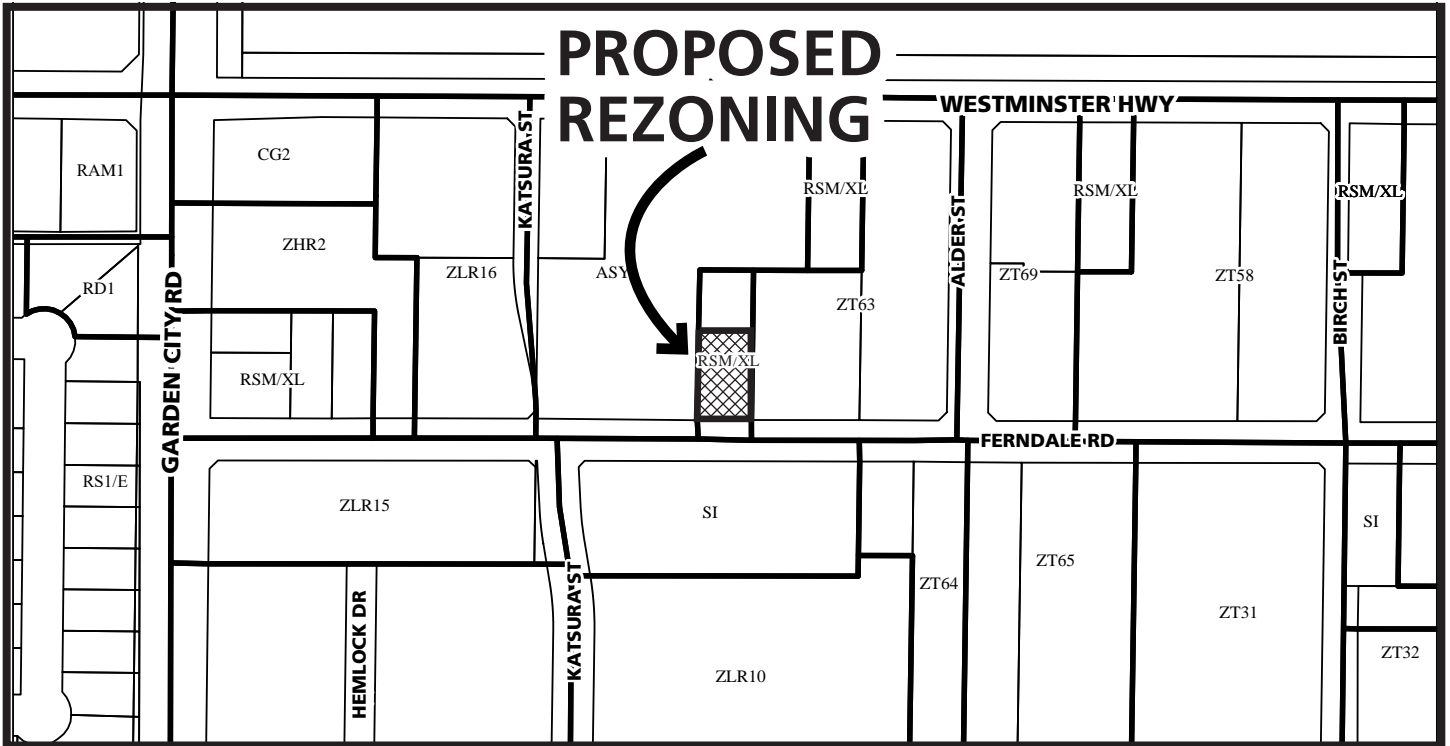 PROPOSED
REZONING
WESTMINSTER HWY
KATSURA ST
CG2
RAM1
RSM/XL
RSM/XL
RSM/XL
ALDER ST
ZHR2
ZLR16
ASY
ZT69
ZT58
RD1
ZT63
BIRCH ST
GARDEN CITY RD
RSM/XL
RSM/XL
FERNDALE RD
RS1/E
ZLR15
SI
SI
ZT65
ZT64
ZT31
KATSURA ST
HEMLOCK DR
ZT32
ZLR10